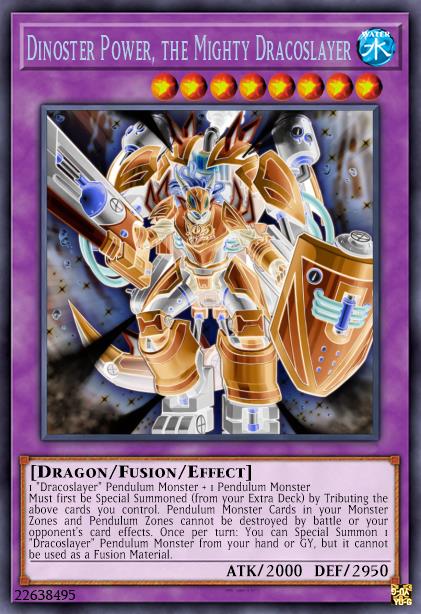 Dinoster Power, the Mighty Dracoslayer
WATER
水
[Dragon/Fusion/Effect]
1 "Dracoslayer" Pendulum Monster + 1 Pendulum Monster
Must first be Special Summoned (from your Extra Deck) by Tributing the
above cards you control. Pendulum Monster Cards in your Monster
Zones and Pendulum Zones cannot be destroyed by battle or your
opponent's card effects. Once per turn: You can Special Summon 1
"Dracoslayer" Pendulum Monster from your hand or GY, but it cannot
be used as a Fusion Material.
ATK/2000 DEF/2950
22638495